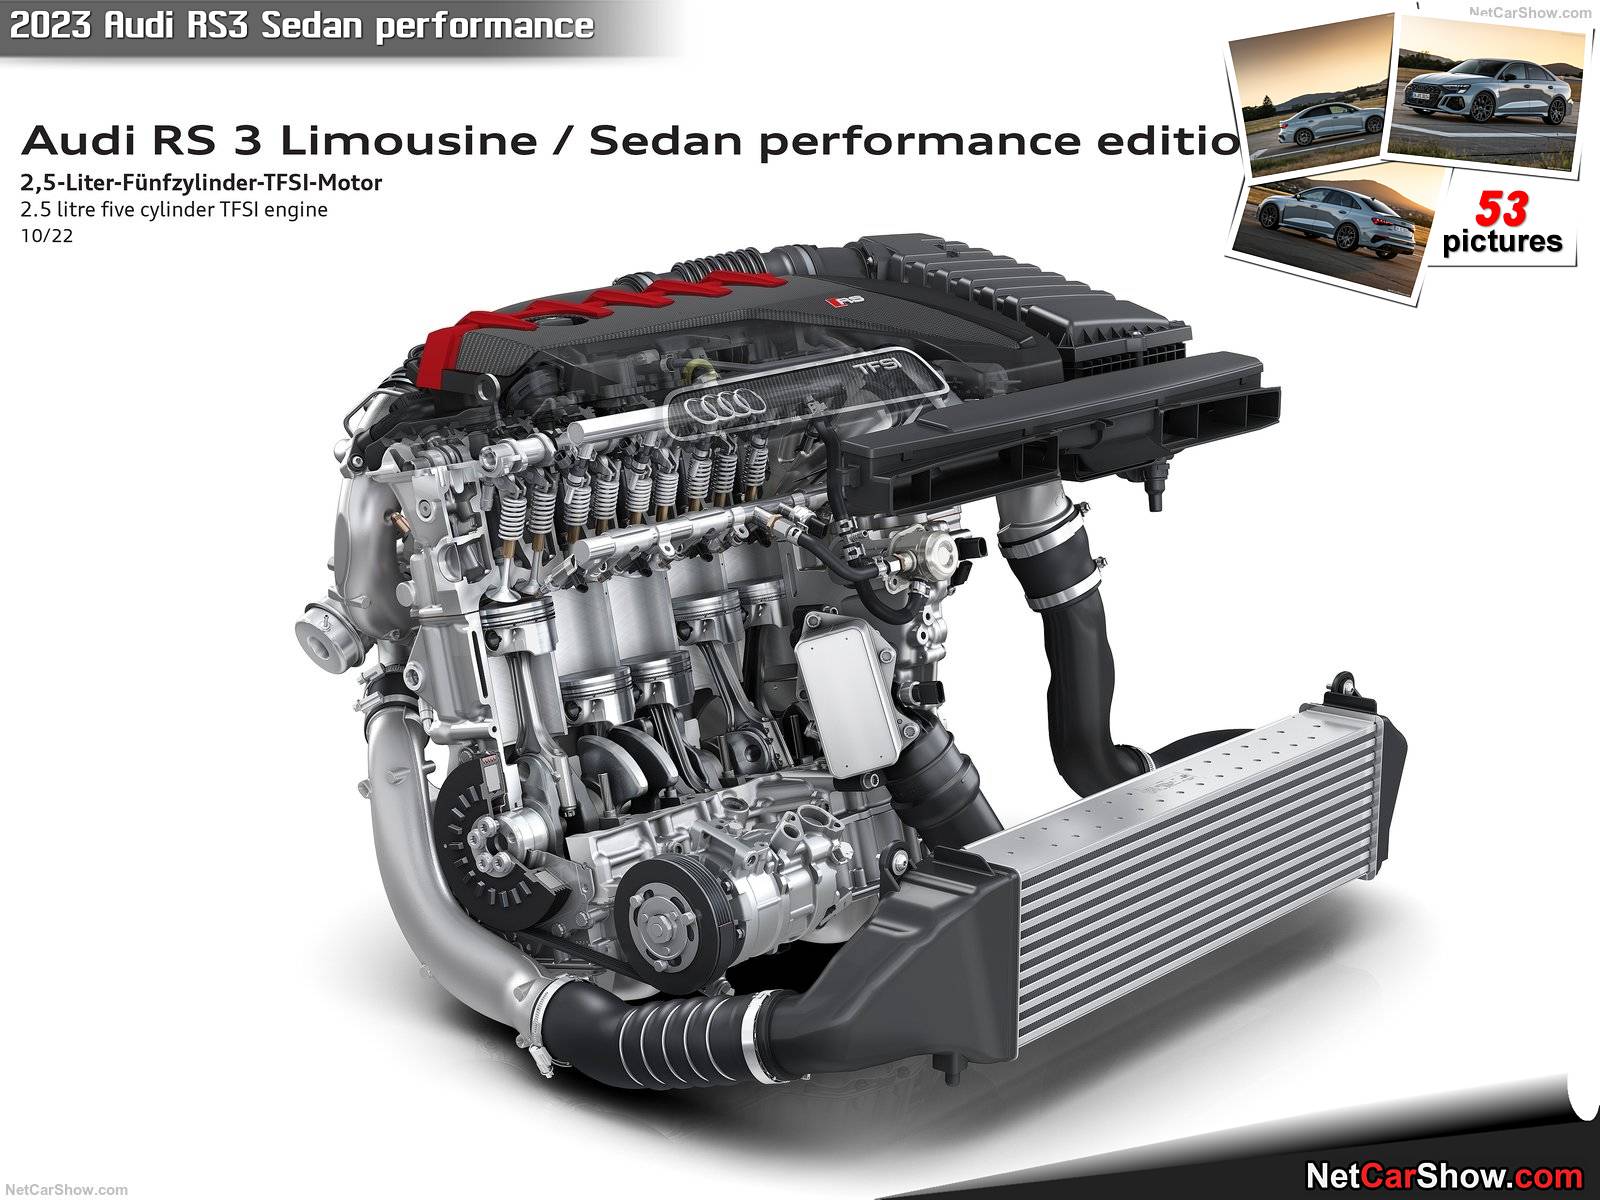 2023 Audi RS3 Sedan performance
NetCarShow.com
Audi RS 3 Limousine / Sedan performance editio
2,5-Liter-Fünfzylinder-TFSI-Motor
2.5 litre five cylinder TFSI engine
10/22
53
pictures
RS
TFSI
NetCarShow.com
NetCarShow.com